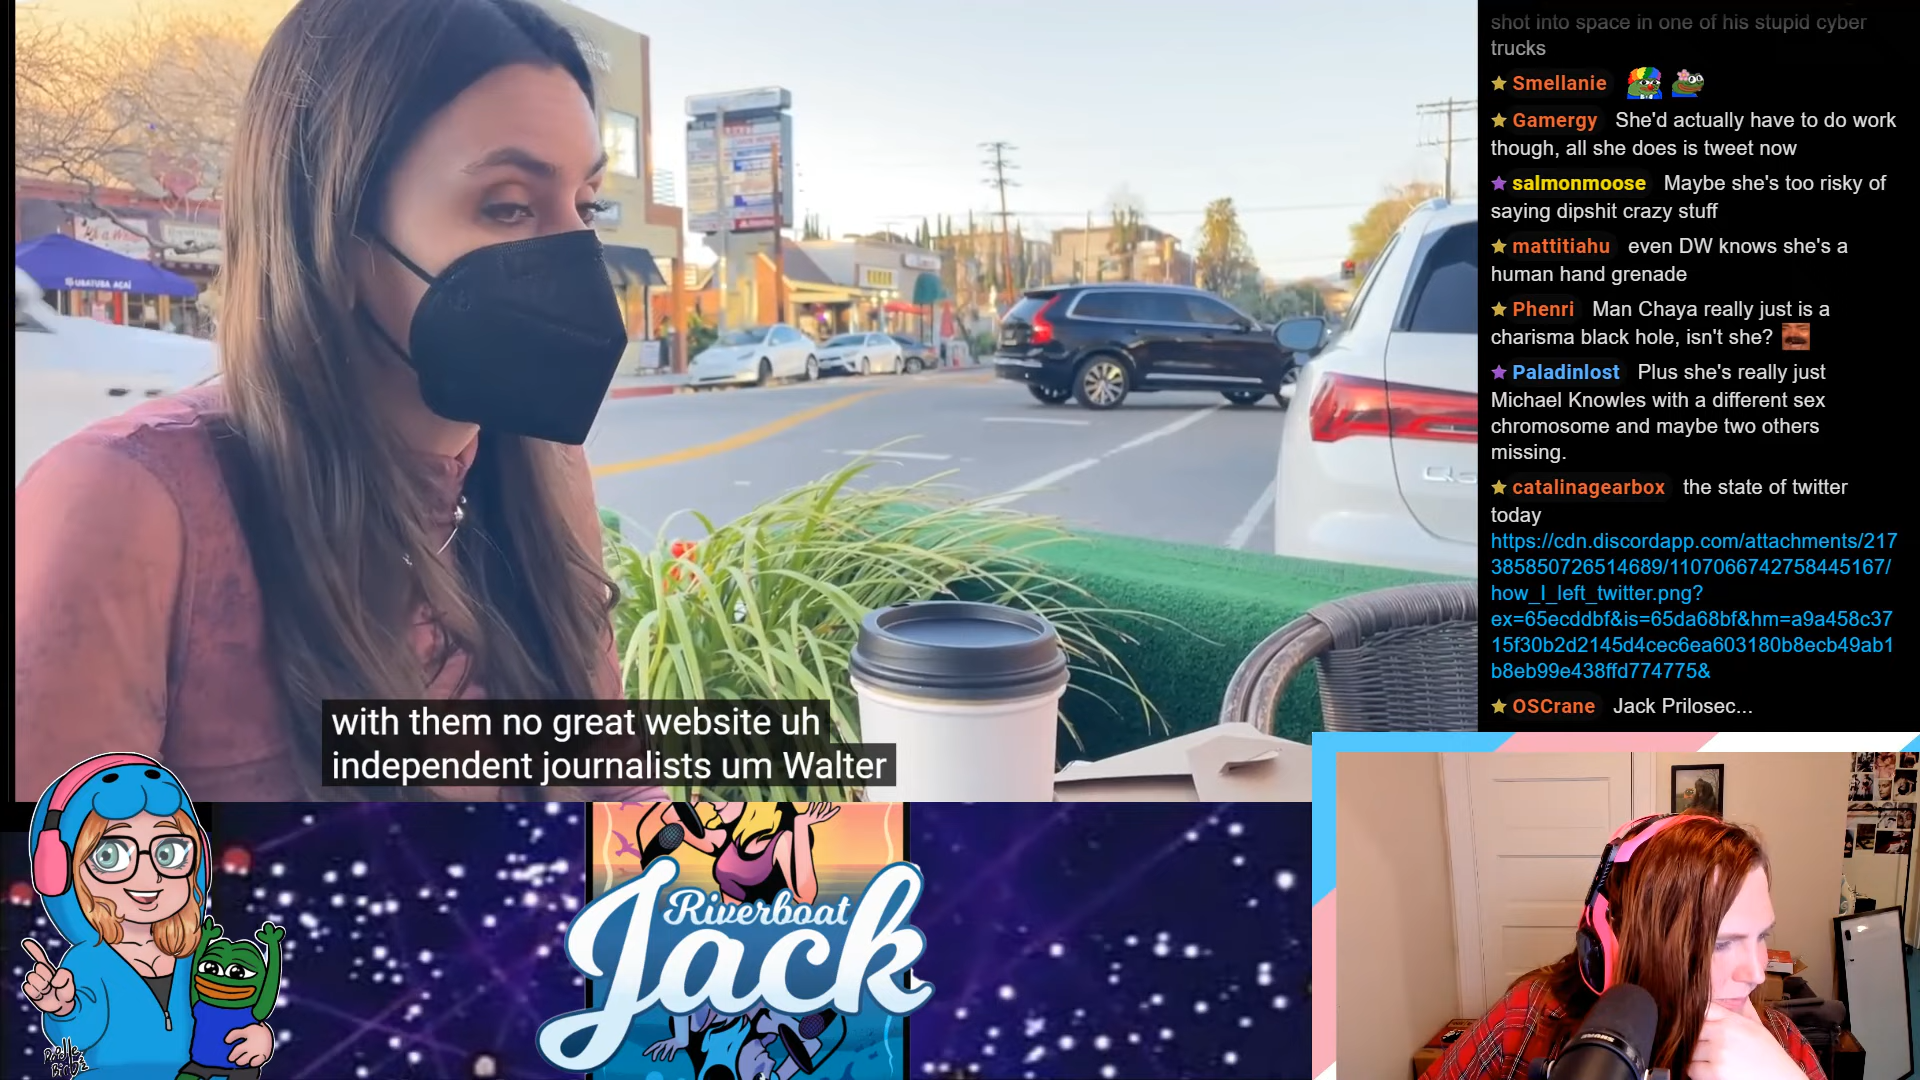 shot into space in one of his stupid cyber
trucks
Smellanie
Gamergy She'd actually have to do work
though, all she does is tweet now
salmonmoose Maybe she's too risky of
saying dipshit crazy stuff
mattitiahu even DW knows she's a
human hand grenade
Phenri Man Chaya really just is a
charisma black hole, isn't she?
Paladinlost Plus she's really just
Michael Knowles with a different sex
chromosome and maybe two others
missing.
catalinagearbox the state of twitter
today
https://cdn.discordapp.com/attachments/217
385850726514689/1107066742758445167/
how_I_left_twitter.png?
ex=65ecddbf&is=65da68bf&hm=a9a458c37
15f30b2d2145d4cec6ea603180b8ecb49ab1
b8eb99e438ffd774775&
OSCrane Jack Prilosec...
UBATUBA AÇAÍ
with them no great website uh
independent journalists um Walter
Riverboat
Jack